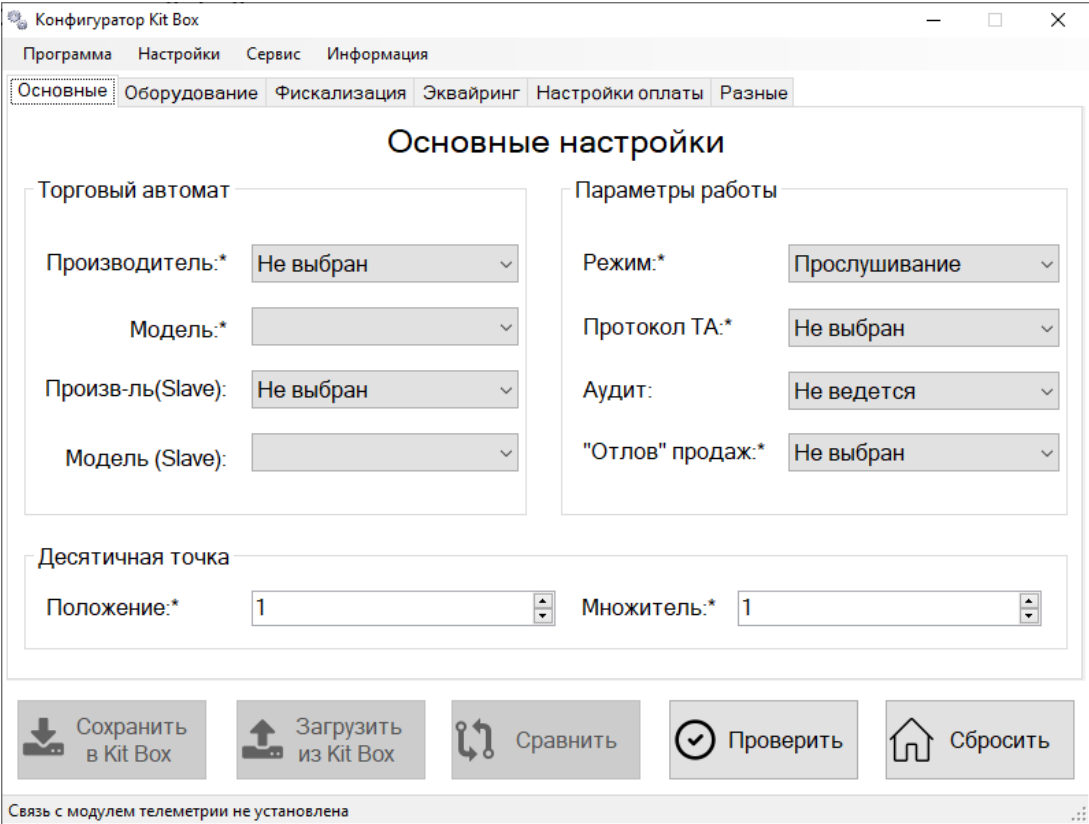 Конфигуратор Kit Box
Программа Настройки Сервис Информация
Основные Оборудование Фискализация Эквайринг Настройки оплаты Разные
Основные настройки
Торговый автомат
Производитель:* Не выбран
Модель:*
Произв-ль(Slave): Не выбран
Модель (Slave):
Параметры работы
Режим:* Прослушивание
Протокол ТА:* Не выбран
Аудит: Не ведется
"Отлов" продаж:* Не выбран
Десятичная точка
Положение:* 1 Множитель:* 1
Сохранить
в Kit Box
Загрузить
из Kit Box
Сравнить
Проверить
Сбросить
Связь с модулем телеметрии не установлена